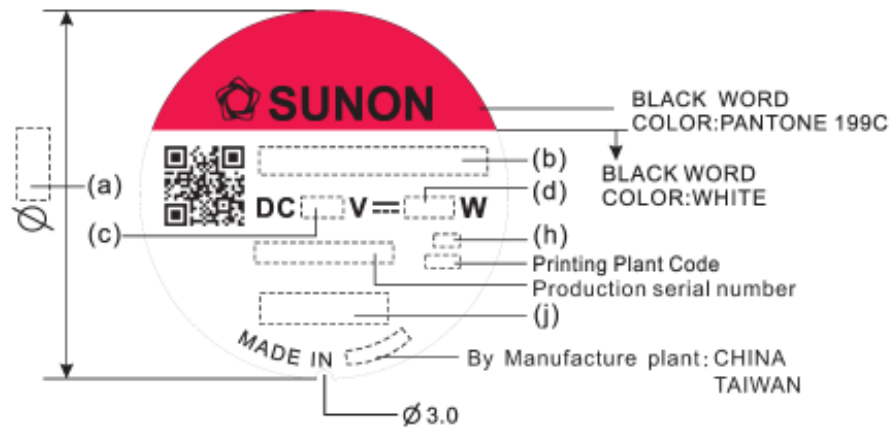 SUNON
BLACK WORD
COLOR:PANTONE 199C
(b)
BLACK WORD
COLOR:WHITE
(a)
(d)
DC V W
(c)
(h)
Printing Plant Code
Production serial number
(j)
MADE IN
By Manufacture plant: CHINA
TAIWAN
Ø
Ø 3.0